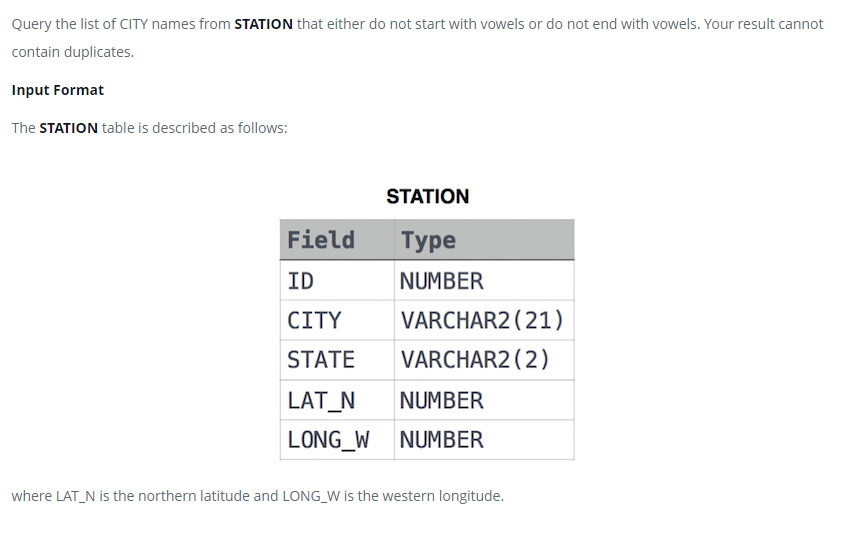 Query the list of CITY names from STATION that either do not start with vowels or do not end with vowels. Your result cannot
contain duplicates.
Input Format
The STATION table is described as follows:
STATION
Field Type
ID NUMBER
CITY VARCHAR2(21)
STATE VARCHAR2(2)
LAT_N NUMBER
LONG_W NUMBER
where LAT_N is the northern latitude and LONG_W is the western longitude.